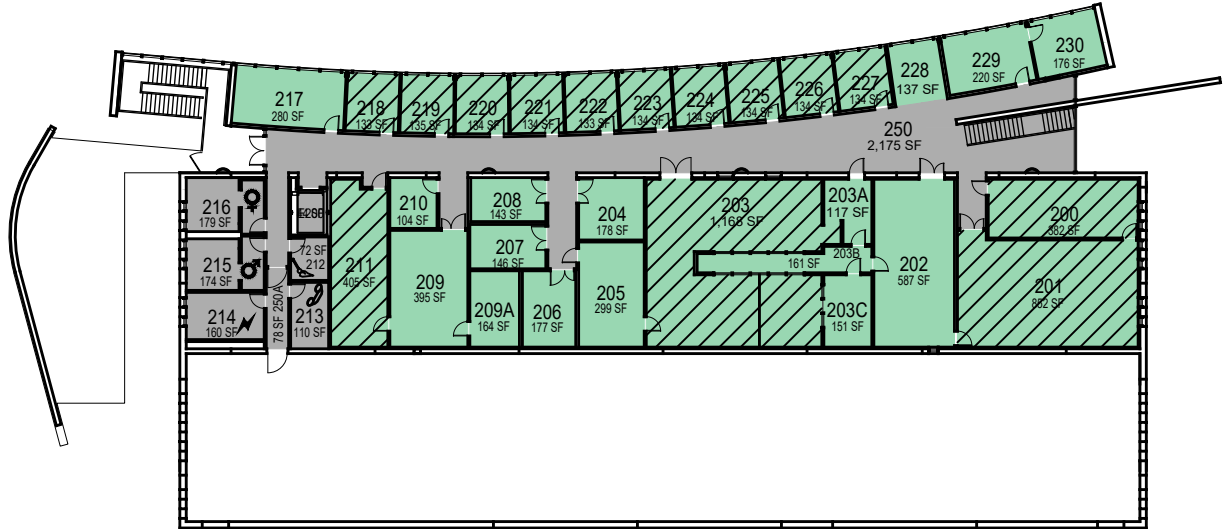 217
280 SF
218
133 SF
219
135 SF
220
134 SF
221
134 SF
222
133 SF
223
134 SF
224
134 SF
225
134 SF
226
134 SF
227
134 SF
228
137 SF
229
220 SF
230
176 SF
250
2,175 SF
216
179 SF
215
174 SF
214
160 SF
78 SF 250A
72 SF
212
213
110 SF
211
405 SF
210
104 SF
209
395 SF
208
143 SF
207
146 SF
209A
164 SF
206
177 SF
204
178 SF
205
299 SF
203
1,168 SF
203A
117 SF
203B
161 SF
203C
151 SF
202
587 SF
200
382 SF
201
882 SF